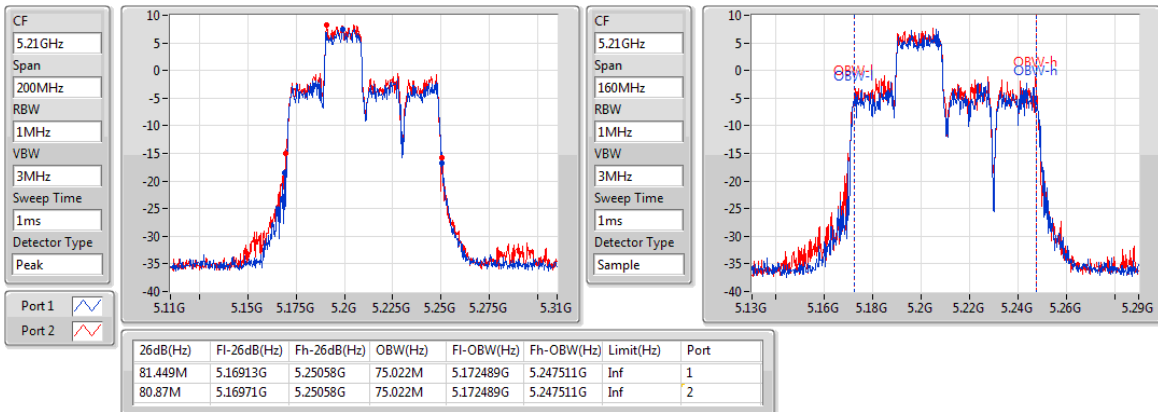 CF
5.21GHz
Span
200MHz
RBW
1MHz
VBW
3MHz
Sweep Time
1ms
Detector Type
Peak
Port 1
Port 2
10
5
0
-5
-10
-15
-20
-25
-30
-35
-40
5.11G 5.15G 5.175G 5.2G 5.225G 5.25G 5.275G 5.31G
CF
5.21GHz
Span
160MHz
RBW
1MHz
VBW
3MHz
Sweep Time
1ms
Detector Type
Sample
10
5
0
-5
-10
-15
-20
-25
-30
-35
-40
OBW-l
OBW-l
OBW-h
OBW-h
5.13G 5.16G 5.18G 5.2G 5.22G 5.24G 5.26G 5.29G
26dB(Hz) Fl-26dB(Hz) Fh-26dB(Hz) OBW(Hz) Fl-OBW(Hz) Fh-OBW(Hz) Limit(Hz) Port
81.449M 5.16913G 5.25058G 75.022M 5.172489G 5.247511G Inf 1
80.87M 5.16971G 5.25058G 75.022M 5.172489G 5.247511G Inf 2